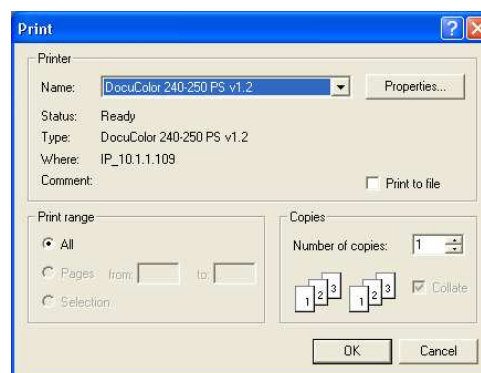 Print
Printer
Name: DocuColor 240-250 PS v1.2 Properties...
Status: Ready
Type: DocuColor 240-250 PS v1.2
Where: IP_10.1.1.109
Comment:
Print to file
Print range
All
Pages from: to:
Selection
Copies
Number of copies: 1
1 2 3 1 2 3
Collate
OK Cancel